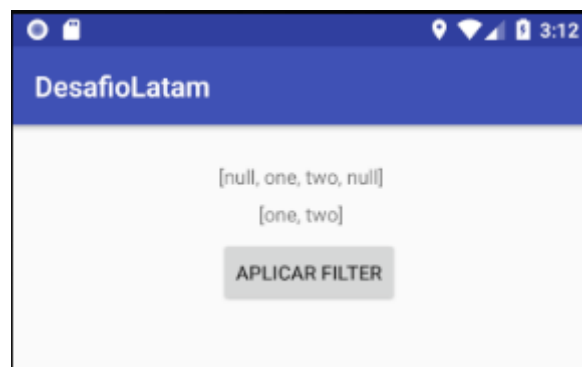 3:12
DesafioLatam
[null, one, two, null]
[one, two]
APLICAR FILTER